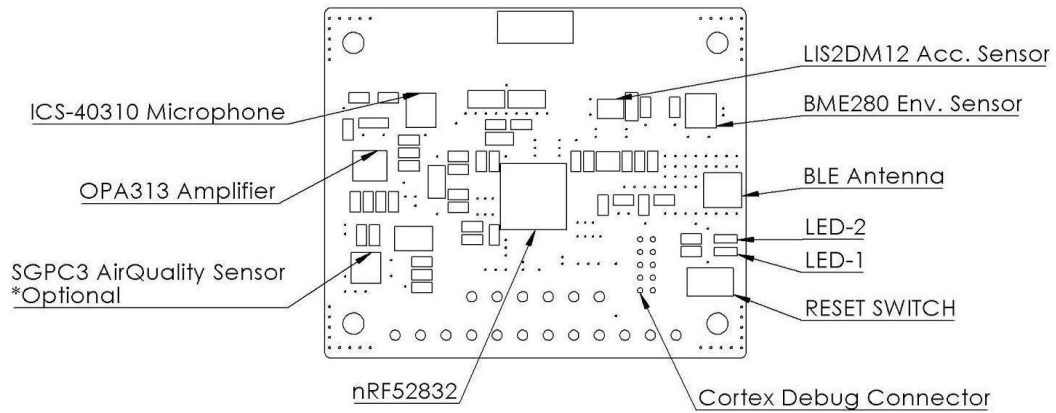 LIS2DM12 Acc. Sensor
ICS-40310 Microphone
BME280 Env. Sensor
OPA313 Amplifier
BLE Antenna
LED-2
SGPC3 AirQuality Sensor
*Optional
LED-1
RESET SWITCH
nRF52832
Cortex Debug Connector